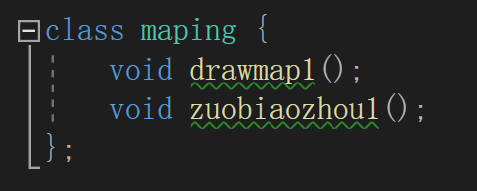 class maping {
void drawmap1();
void zuobiaozhou1();
};